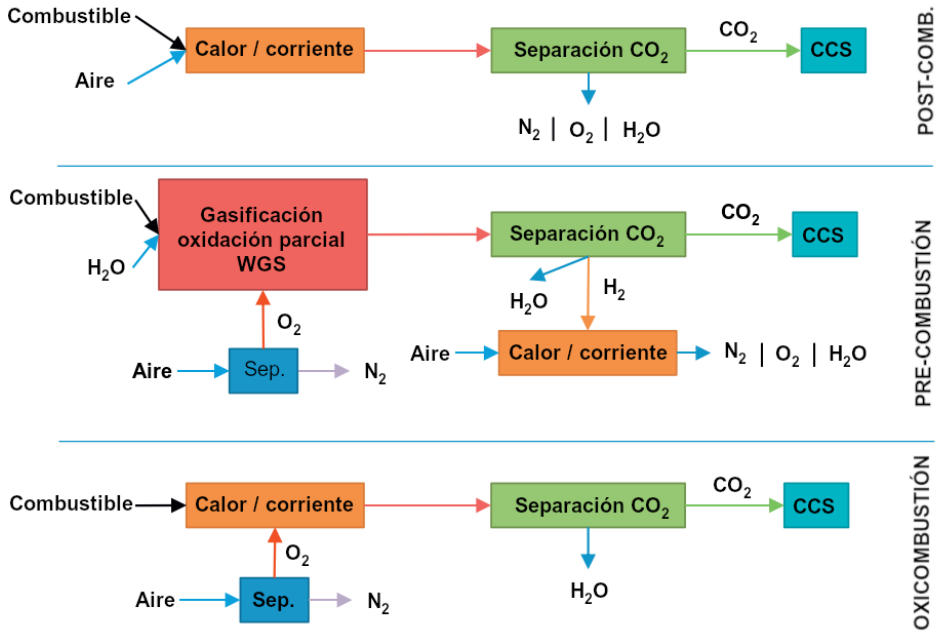 Combustible
Aire
Calor / corriente
Separación CO₂
CO₂
CCS
N₂ | O₂ | H₂O
POST-COMB.
Combustible
H₂O
Gasificación
oxidación parcial
WGS
O₂
Aire
Sep.
N₂
Separación CO₂
CO₂
CCS
H₂O
H₂
Aire
Calor / corriente
N₂ | O₂ | H₂O
PRE-COMBUSTIÓN
Combustible
Calor / corriente
O₂
Aire
Sep.
N₂
Separación CO₂
CO₂
CCS
H₂O
OXICOMBUSTIÓN